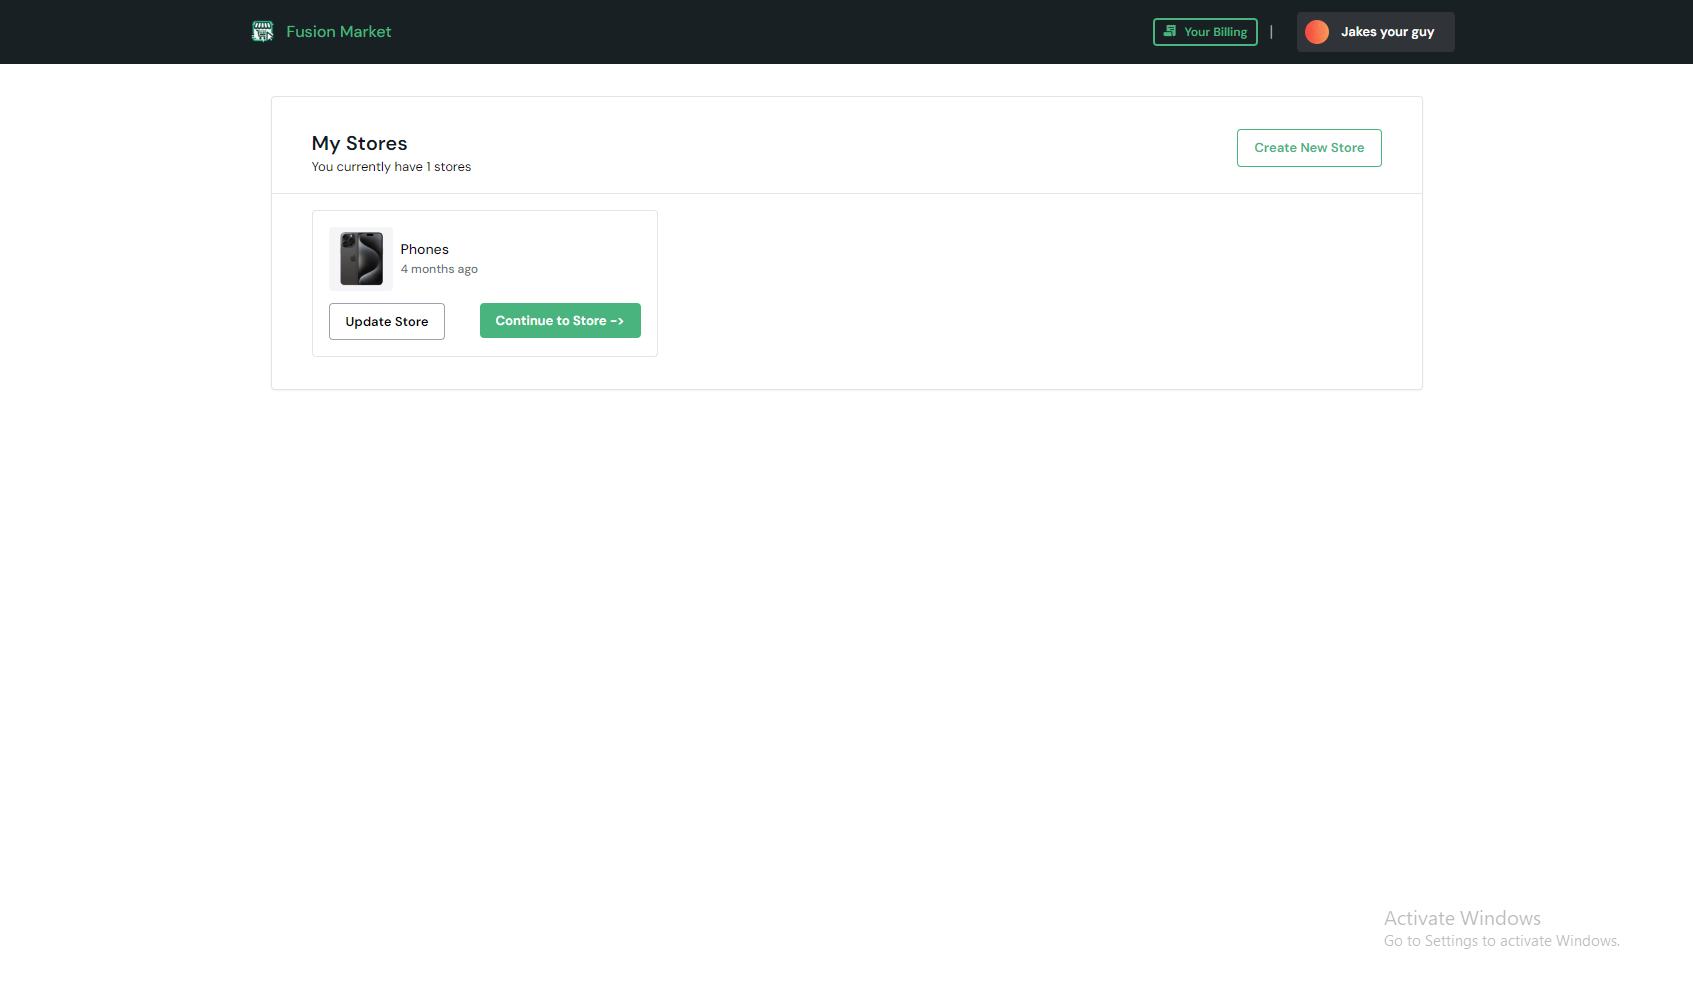 Fusion Market
Your Billing |
Jakes your guy
My Stores
You currently have 1 stores
Create New Store
Phones
4 months ago
Update Store
Continue to Store ->
Activate Windows
Go to Settings to activate Windows.